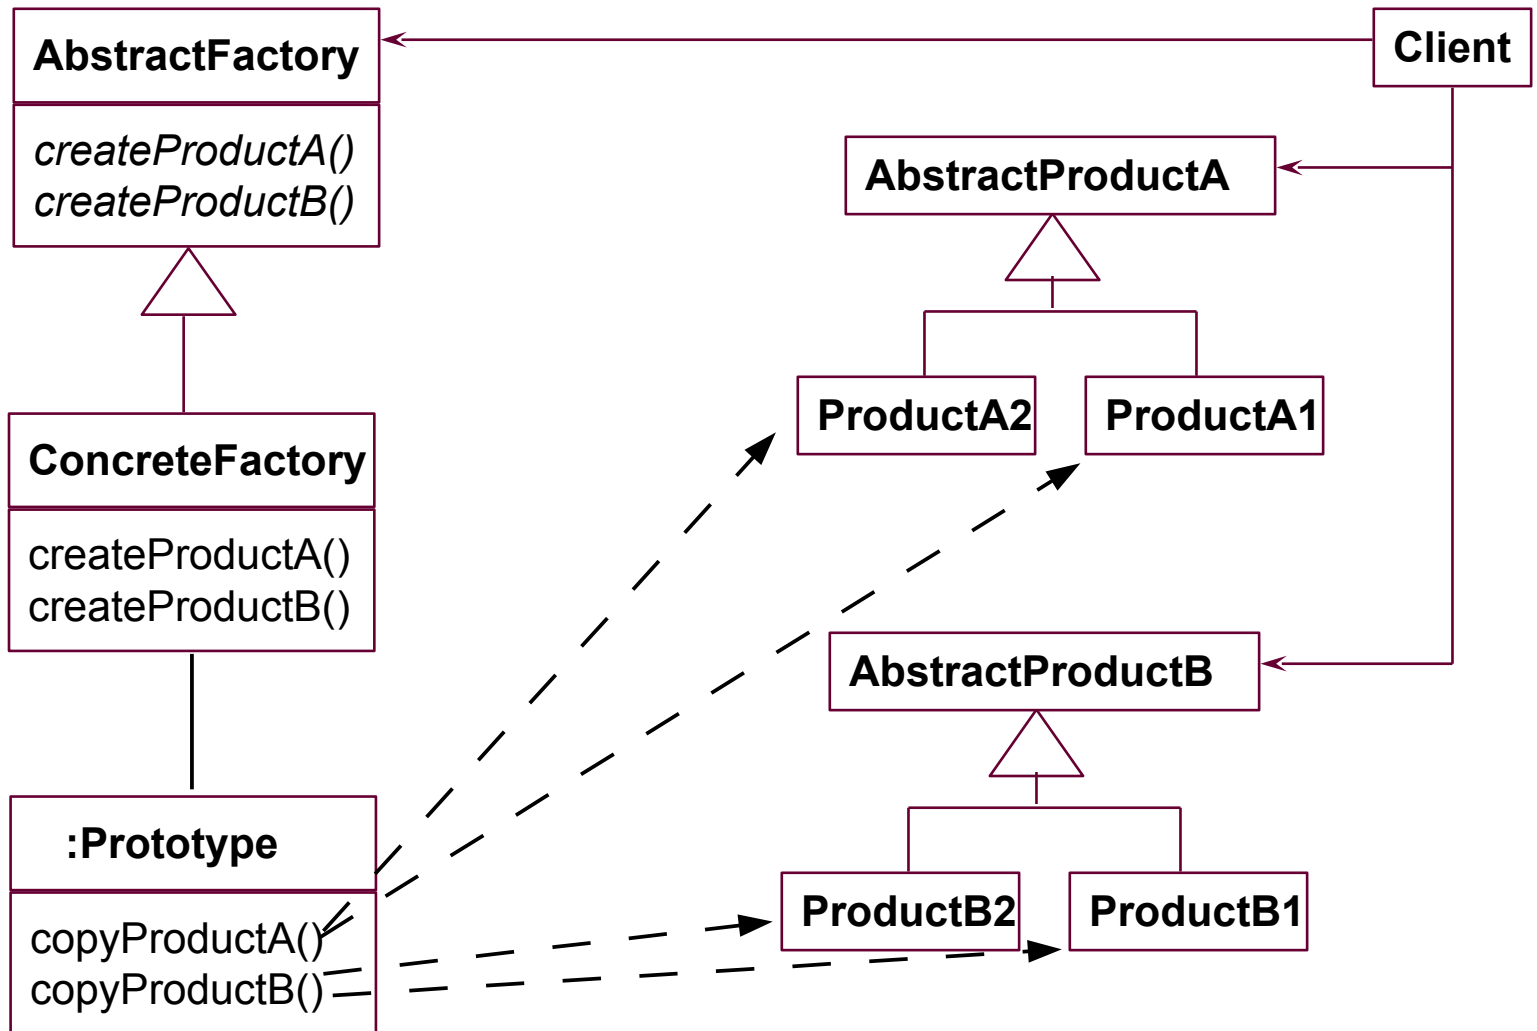 AbstractFactory
createProductA()
createProductB()
Client
AbstractProductA
ProductA2
ProductA1
ConcreteFactory
createProductA()
createProductB()
AbstractProductB
ProductB2
ProductB1
:Prototype
copyProductA()
copyProductB()